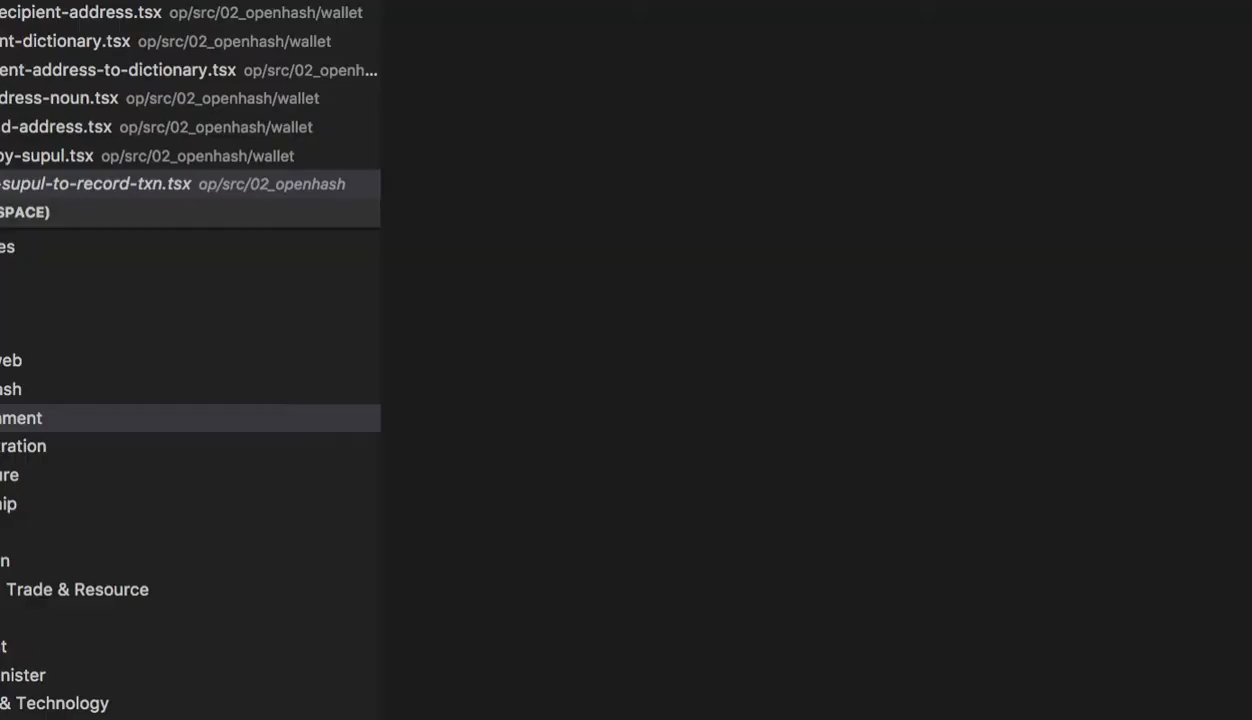 ecipient-address.tsx op/src/02_openhash/wallet
nt-dictionary.tsx op/src/02_openhash/wallet
ent-address-to-dictionary.tsx op/src/02_openh...
dress-noun.tsx op/src/02_openhash/wallet
d-address.tsx op/src/02_openhash/wallet
by-supul.tsx op/src/02_openhash/wallet
-supul-to-record-txn.tsx op/src/02_openhash
SPACE)
es
web
ash
nment
tration
ure
hip
n
Trade & Resource
t
nister
& Technology